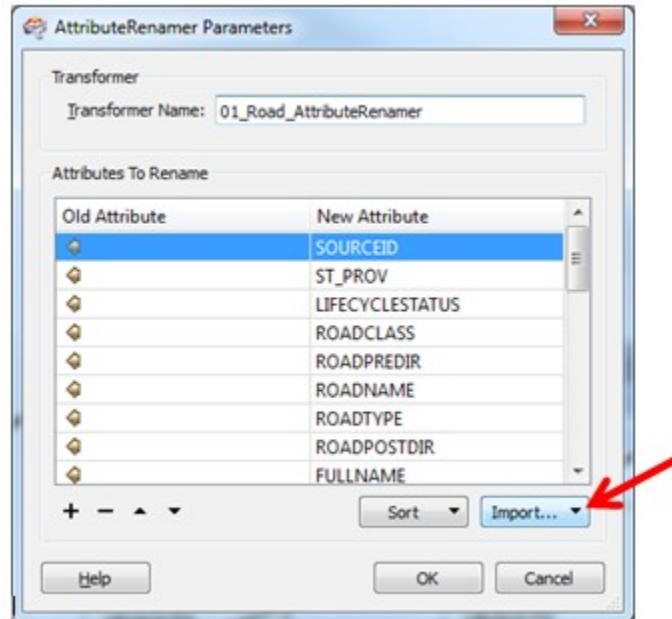 AttributeRenamer Parameters
Transformer
Transformer Name: 01_Road_AttributeRenamer
Attributes To Rename
Old Attribute New Attribute
SOURCEID
ST_PROV
LIFECYCLESTATUS
ROADCLASS
ROADPREDIR
ROADNAME
ROADTYPE
ROADPOSTDIR
FULLNAME
Sort Import...
Help OK Cancel